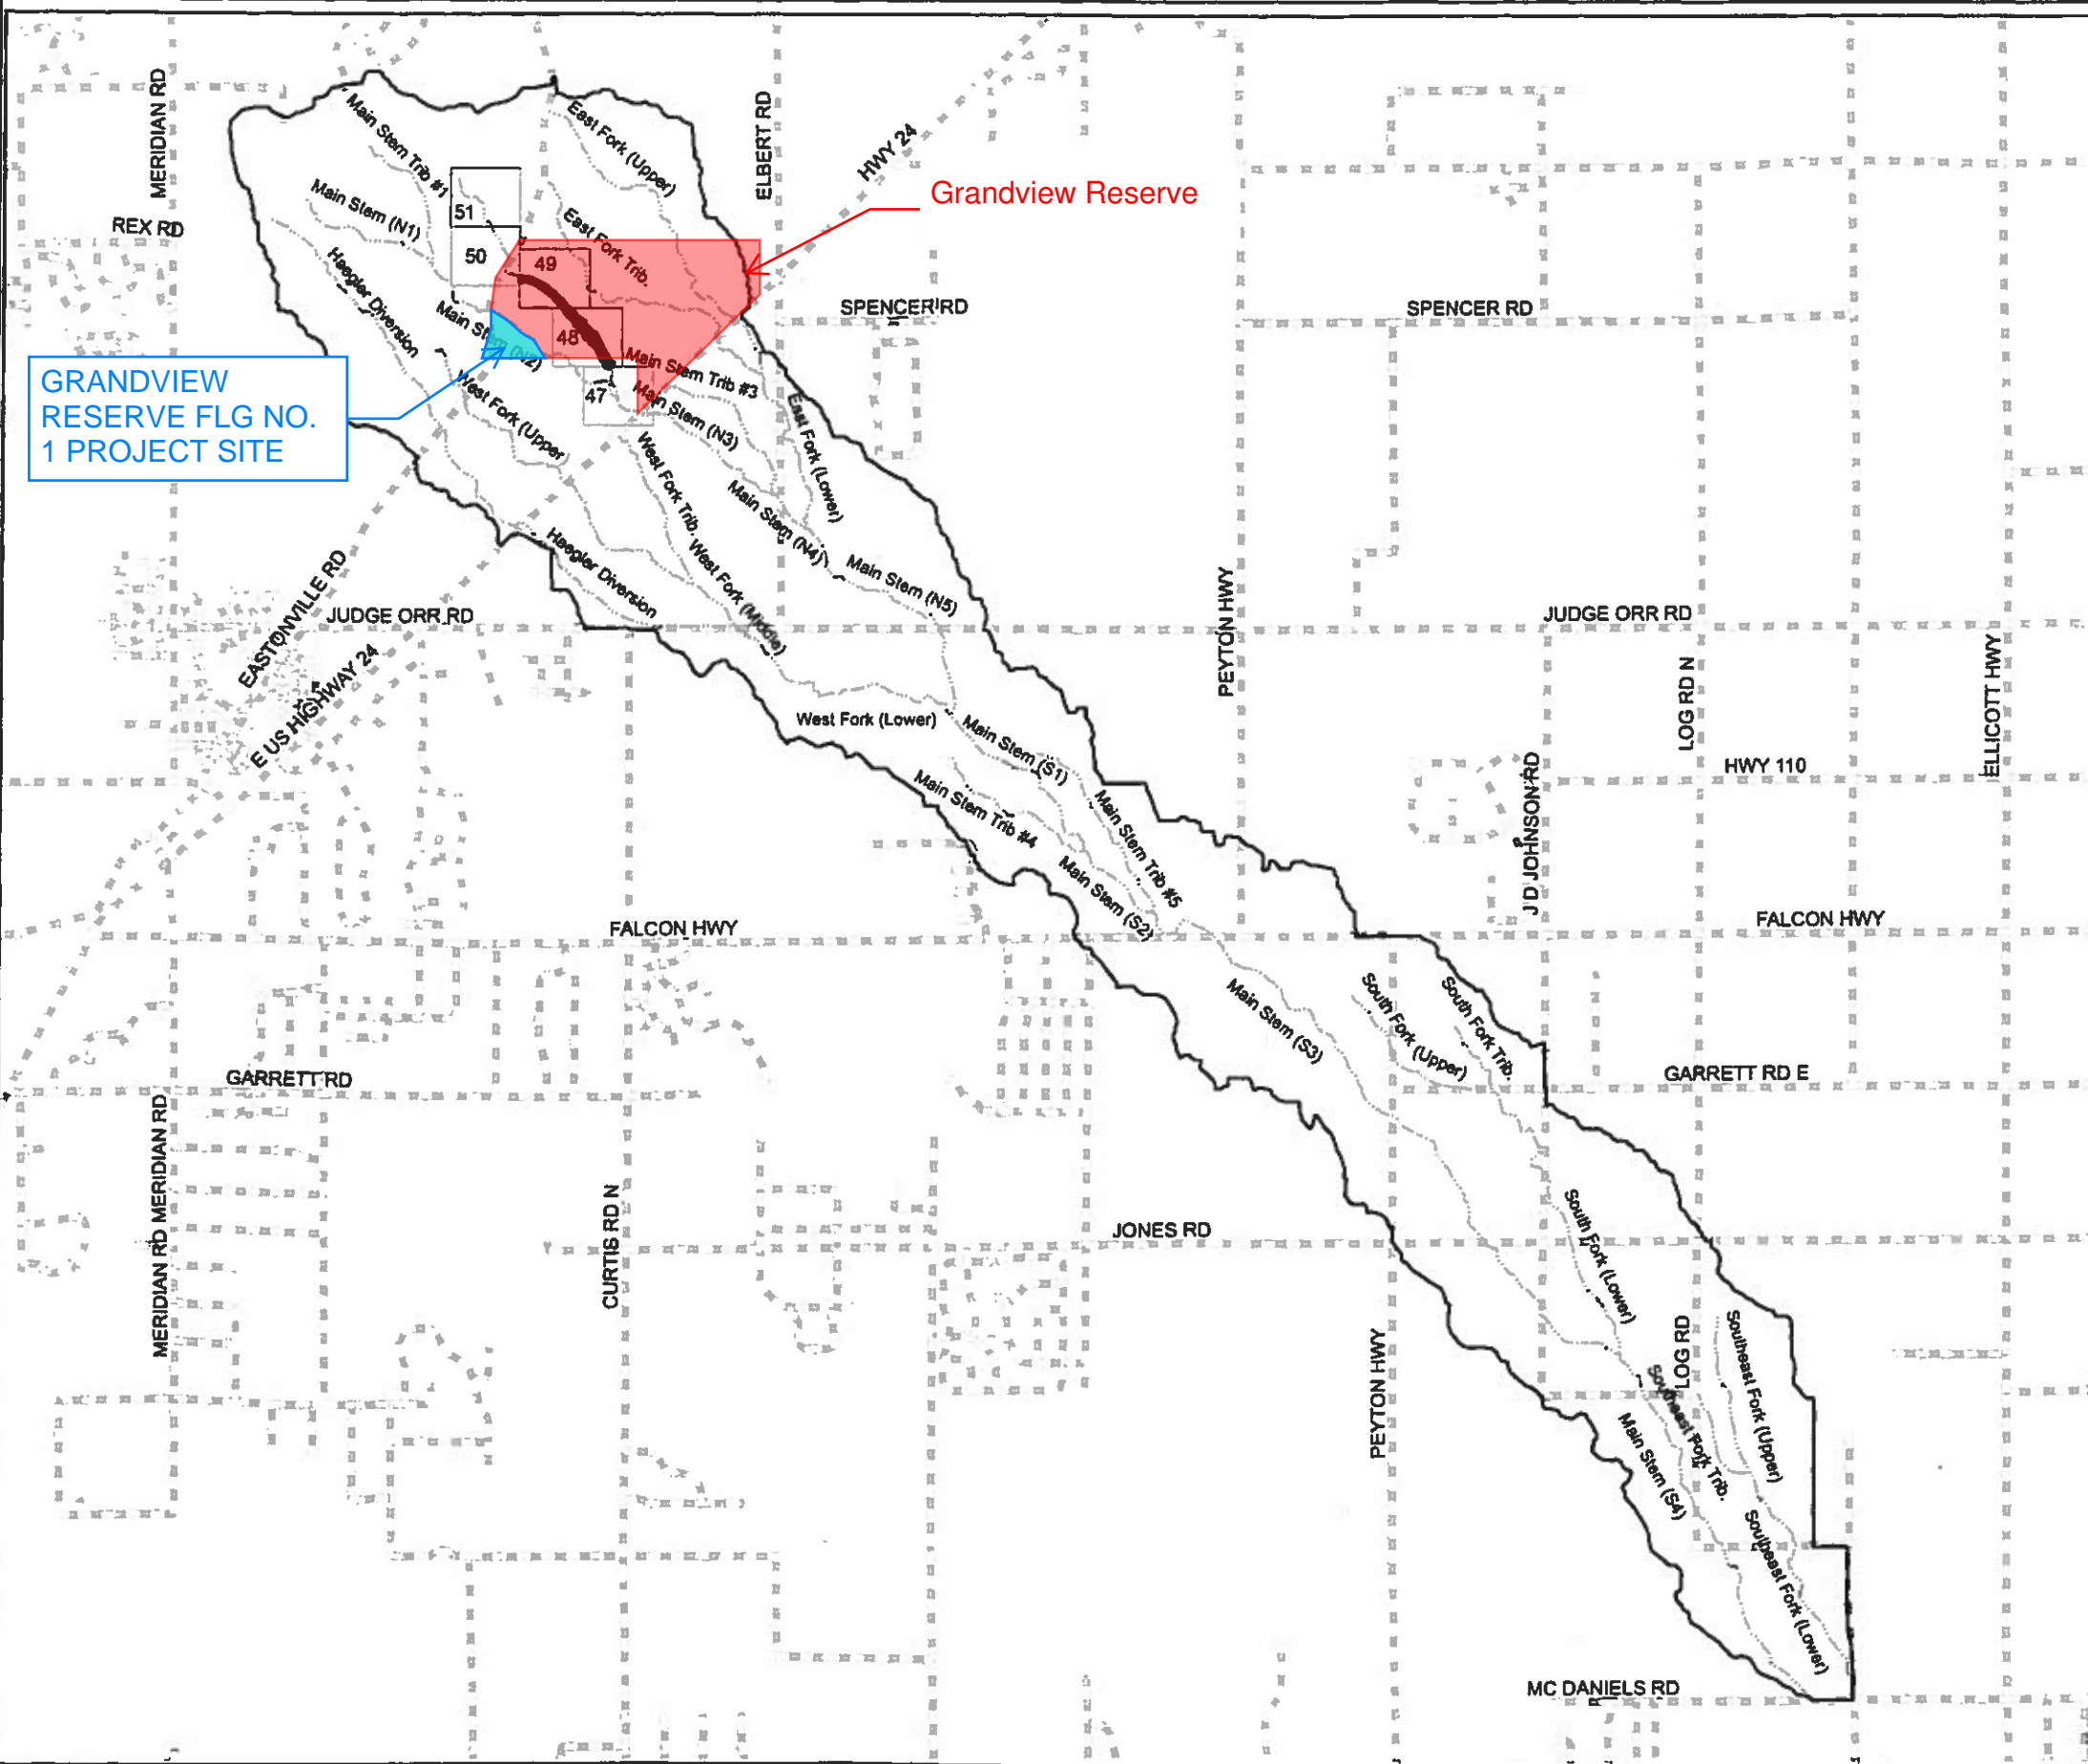 MERIDIAN RD
Main Stem Trib #1
East Fork (Upper)
ELBERT RD
HWY 24
Grandview Reserve
Main Stem (N1)
51
REX RD
East Fork Trib.
50
49
Haegler Diversion
SPENCER RD
SPENCER RD
Main Stem (N2)
48
GRANDVIEW
RESERVE FLG NO.
1 PROJECT SITE
Main Stem Trib #3
47
West Fork (Upper
Main Stem (N3)
East Fork (Lower)
West Fork Trib.
Main Stem (N4)
Haegler Diversion
West Fork (Middle)
Main Stem (N5)
EASTONVILLE RD
JUDGE ORR RD
PEYTON HWY
JUDGE ORR RD
E US HIGHWAY 24
LOG RD N
ELLICOTT HWY
West Fork (Lower)
Main Stem (S1)
HWY 110
Main Stem Trib #4
Main Stem Trib #5
J D JOHNSON RD
Main Stem (S2)
FALCON HWY
FALCON HWY
Main Stem (S3)
South Fork (Upper)
South Fork Trib.
GARRETT RD
GARRETT RD E
MERIDIAN RD MERIDIAN RD
CURTIS RD N
JONES RD
South Fork (Lower)
PEYTON HWY
LOG RD
Southeast Fork (Upper)
Southeast Fork Trib.
Main Stem (S4)
Southeast Fork (Lower)
MC DANIELS RD